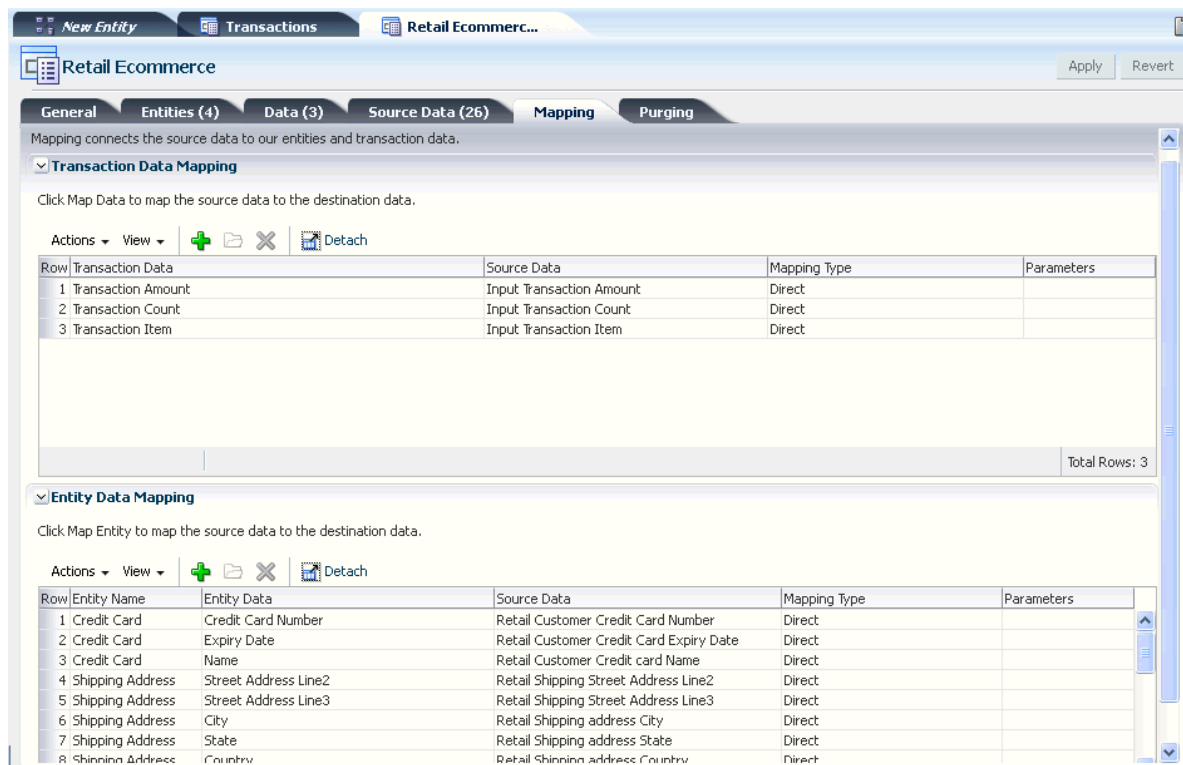 New Entity Transactions Retail Ecommerc...
Retail Ecommerce Apply Revert
General Entities (4) Data (3) Source Data (26) Mapping Purging
Mapping connects the source data to our entities and transaction data.
Transaction Data Mapping
Click Map Data to map the source data to the destination data.
Actions View Detach
Row Transaction Data Source Data Mapping Type Parameters
1 Transaction Amount Input Transaction Amount Direct
2 Transaction Count Input Transaction Count Direct
3 Transaction Item Input Transaction Item Direct
Total Rows: 3
Entity Data Mapping
Click Map Entity to map the source data to the destination data.
Actions View Detach
Row Entity Name Entity Data Source Data Mapping Type Parameters
1 Credit Card Credit Card Number Retail Customer Credit Card Number Direct
2 Credit Card Expiry Date Retail Customer Credit Card Expiry Date Direct
3 Credit Card Name Retail Customer Credit card Name Direct
4 Shipping Address Street Address Line2 Retail Shipping Street Address Line2 Direct
5 Shipping Address Street Address Line3 Retail Shipping Street Address Line3 Direct
6 Shipping Address City Retail Shipping address City Direct
7 Shipping Address State Retail Shipping address State Direct
8 Shipping Address Country Retail Shipping address Country Direct